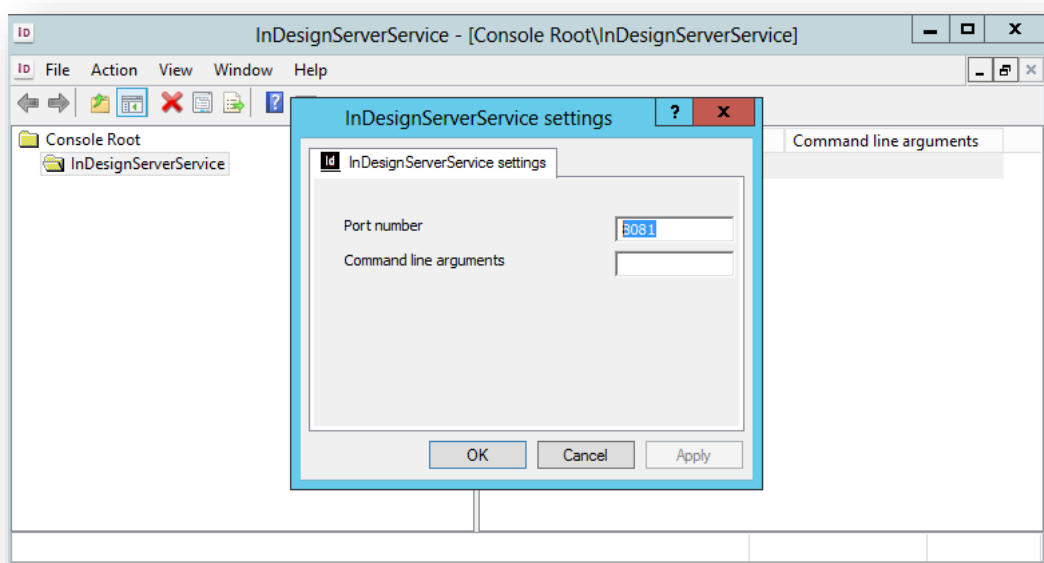 ID
InDesignServerService - [Console Root\InDesignServerService]
ID File Action View Window Help
Console Root
InDesignServerService
Command line arguments
InDesignServerService settings
Id InDesignServerService settings
Port number
8081
Command line arguments
OK Cancel Apply